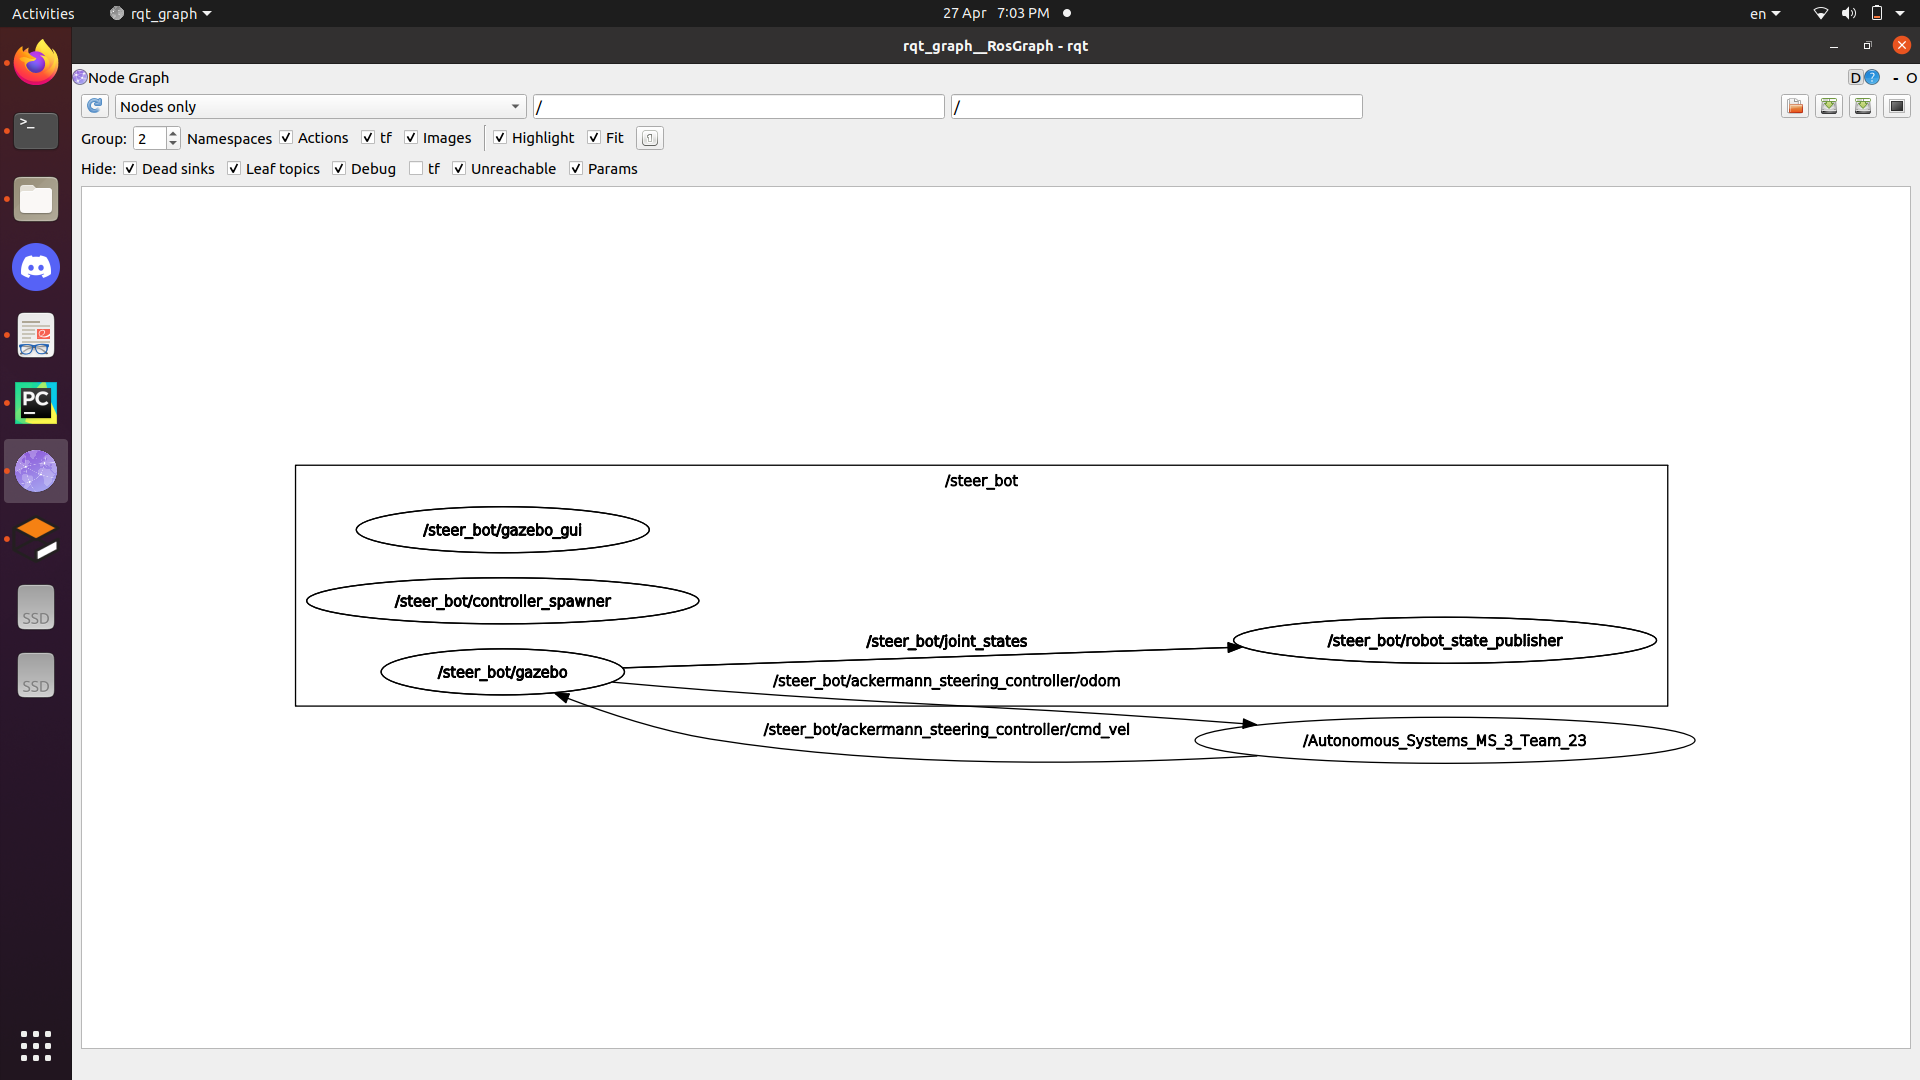 Activities rqt_graph 27 Apr 7:03 PM en
rqt_graph__RosGraph - rqt
Node Graph D ? - O
Nodes only / /
Group: 2 Namespaces Actions tf Images Highlight Fit
Hide: Dead sinks Leaf topics Debug tf Unreachable Params
/steer_bot
/steer_bot/gazebo_gui
/steer_bot/controller_spawner
/steer_bot/joint_states
/steer_bot/robot_state_publisher
/steer_bot/gazebo
/steer_bot/ackermann_steering_controller/odom
/steer_bot/ackermann_steering_controller/cmd_vel
/Autonomous_Systems_MS_3_Team_23
>_
PC
SSD
SSD